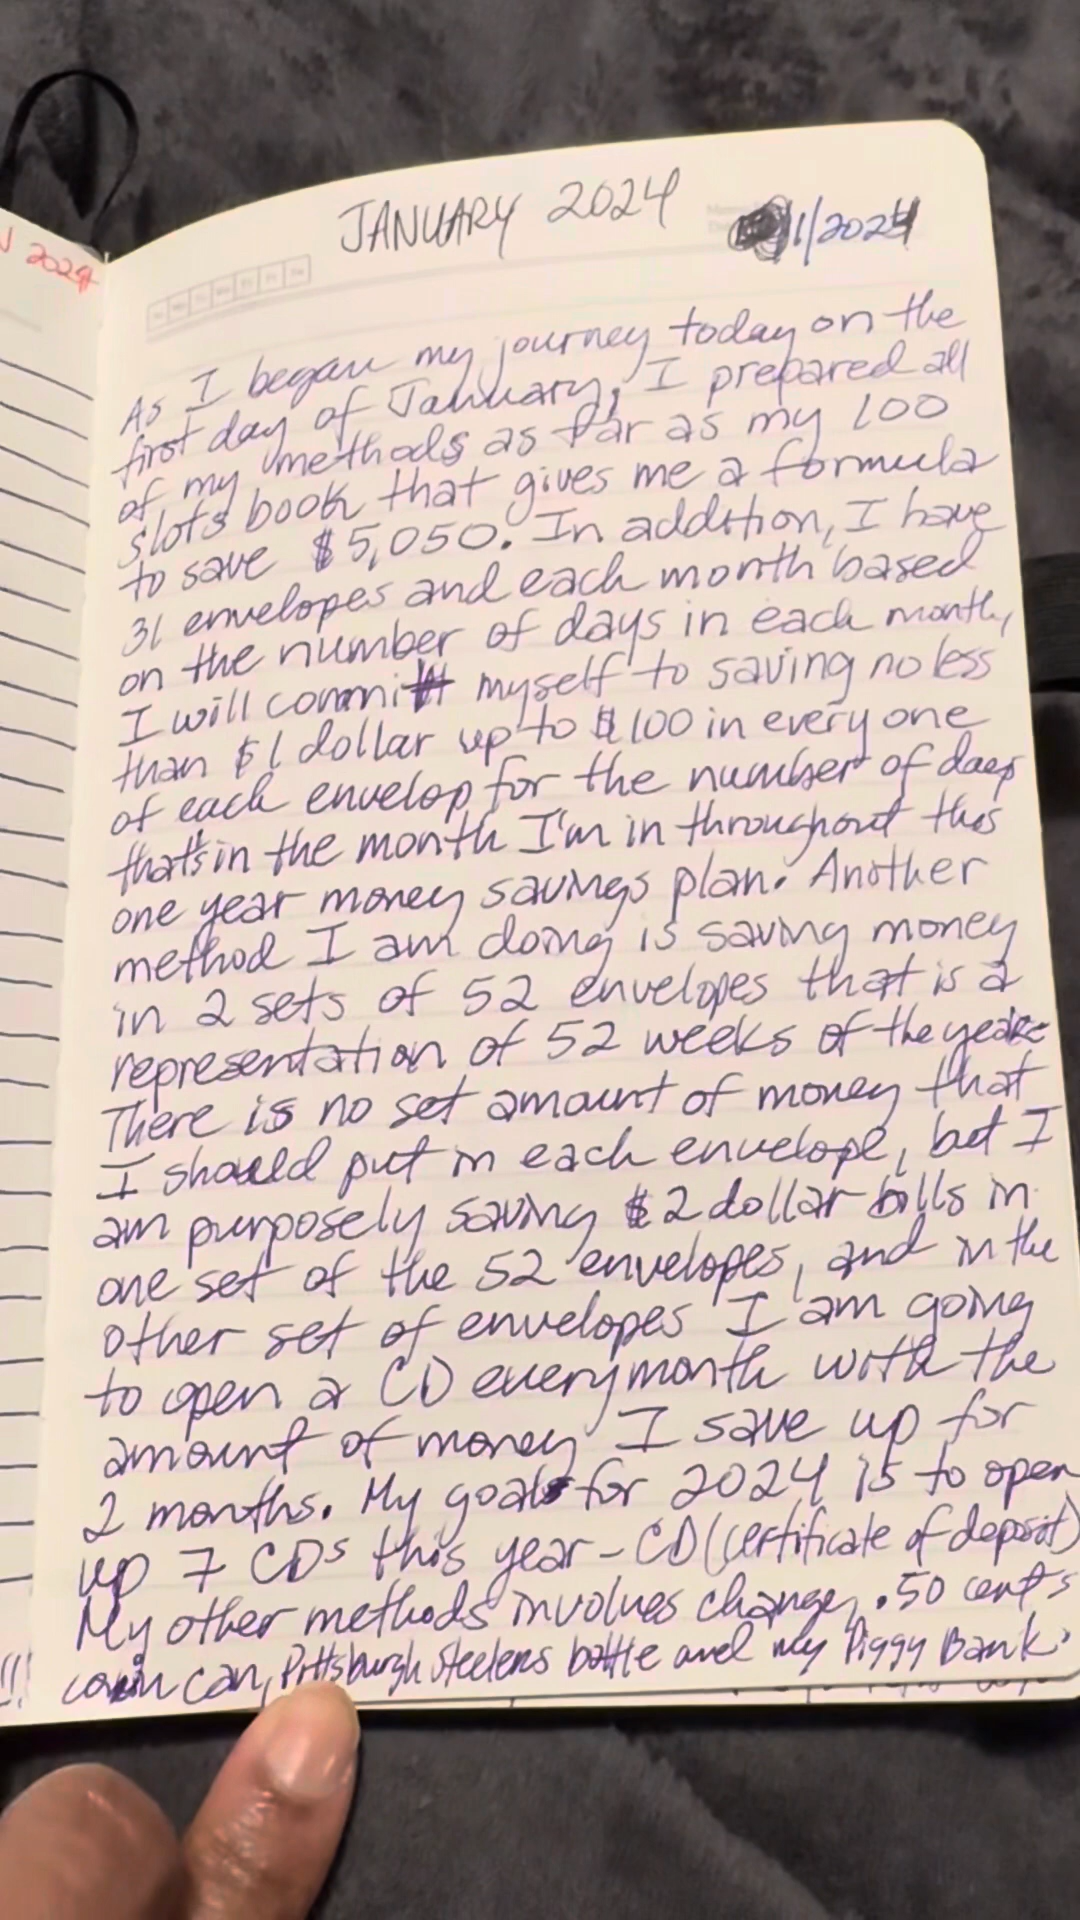 JANUARY 2024
1/2024
2024
As I began my journey today on the
first day of January, I prepared all
of my methods as far as my 100
slots book that gives me a formula
to save $5,050. In addition, I have
31 envelopes and each month based
on the number of days in each month,
I will commit myself to saving no less
than $1 dollar up to $100 in every one
of each envelop for the number of days
that's in the month I'm in throughout this
one year money savings plan. Another
method I am doing is saving money
in 2 sets of 52 envelopes that is a
representation of 52 weeks of the year.
There is no set amount of money that
I should put in each envelope, but I
am purposely saving $2 dollar bills in
one set of the 52 envelopes, and in the
other set of envelopes I am going
to open a CD every month with the
amount of money I save up for
2 months. My goal for 2024 is to open
up 7 CDs this year - CD (certificate of deposit)
My other methods involves change, .50 cents
coin can, Pittsburgh Steelers bottle and my Piggy Bank.
!!!